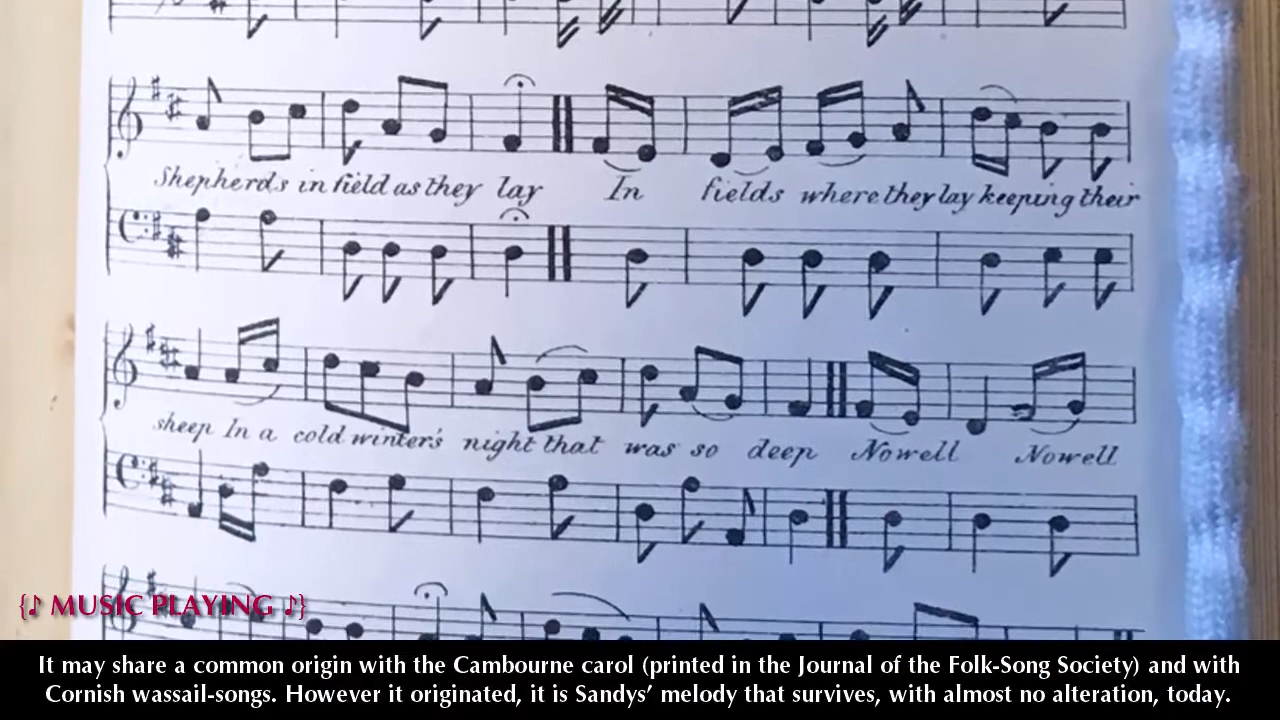 Shepherds in field as they lay In fields where they lay keeping their
sheep In a cold winter's night that was so deep Nowell Nowell
{♪ MUSIC PLAYING ♪}
It may share a common origin with the Cambourne carol (printed in the Journal of the Folk-Song Society) and with
Cornish wassail-songs. However it originated, it is Sandys’ melody that survives, with almost no alteration, today.